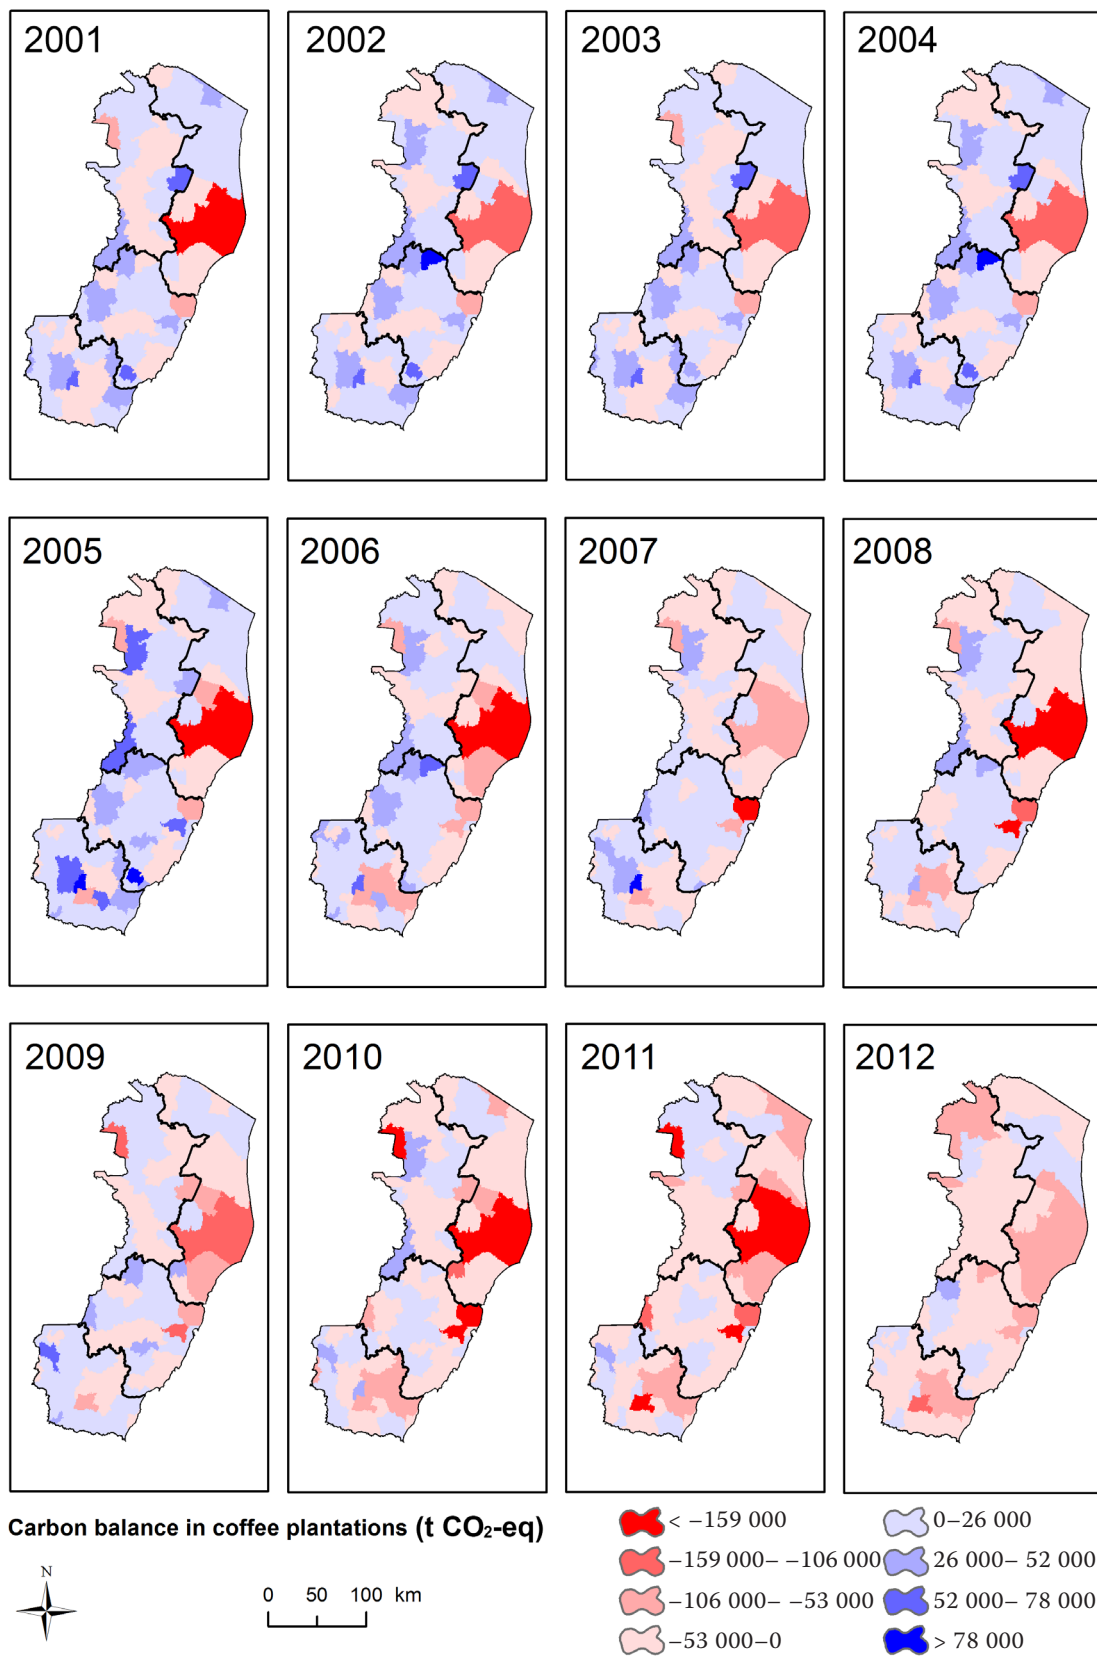 2001
2002
2003
2004
2005
2006
2007
2008
2009
2010
2011
2012
Carbon balance in coffee plantations (t CO₂-eq)
N
0 50 100 km
< −159 000
−159 000– −106 000
−106 000– −53 000
−53 000–0
0–26 000
26 000– 52 000
52 000– 78 000
> 78 000